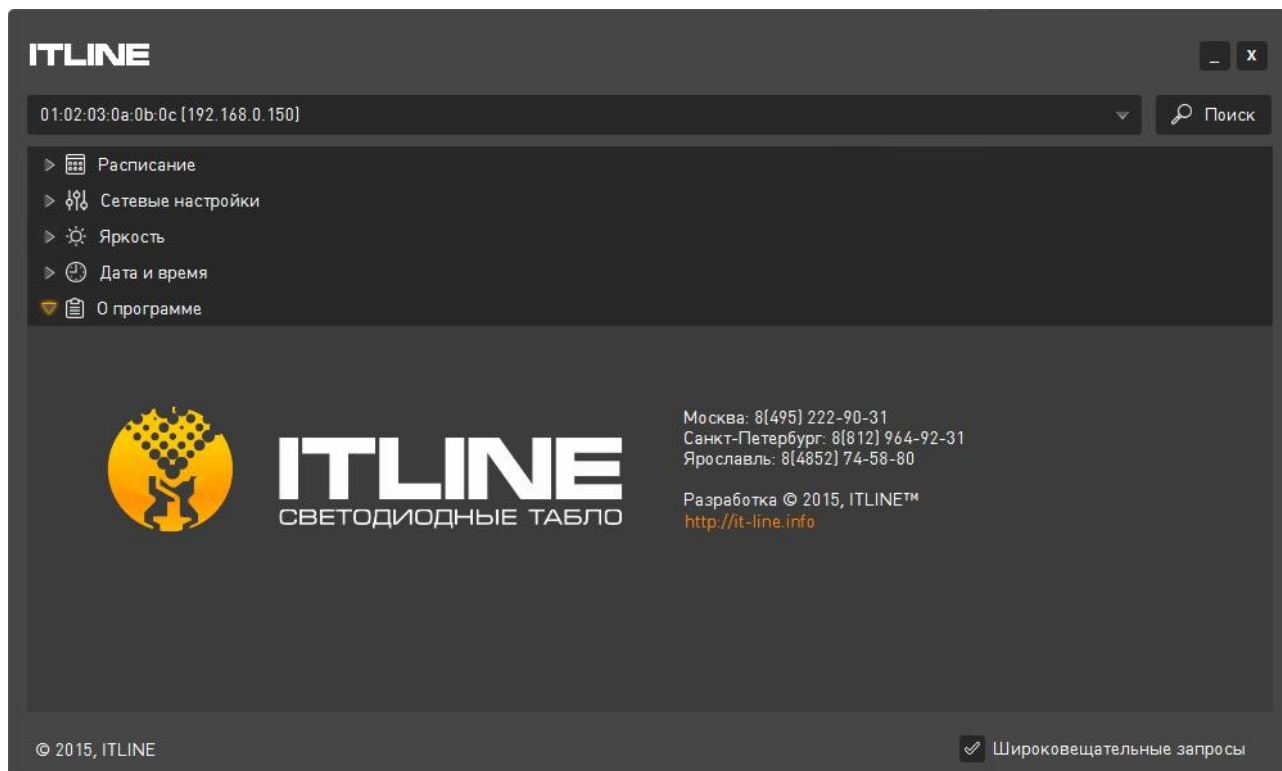 ITLINE
_ X
01:02:03:0a:0b:0c [192.168.0.150]
Поиск
Расписание
Сетевые настройки
Яркость
Дата и время
О программе
ITLINE
СВЕТОДИОДНЫЕ ТАБЛО
Москва: 8(495) 222-90-31
Санкт-Петербург: 8(812) 964-92-31
Ярославль: 8(4852) 74-58-80
Разработка © 2015, ITLINE™
http://it-line.info
© 2015, ITLINE
Широковещательные запросы